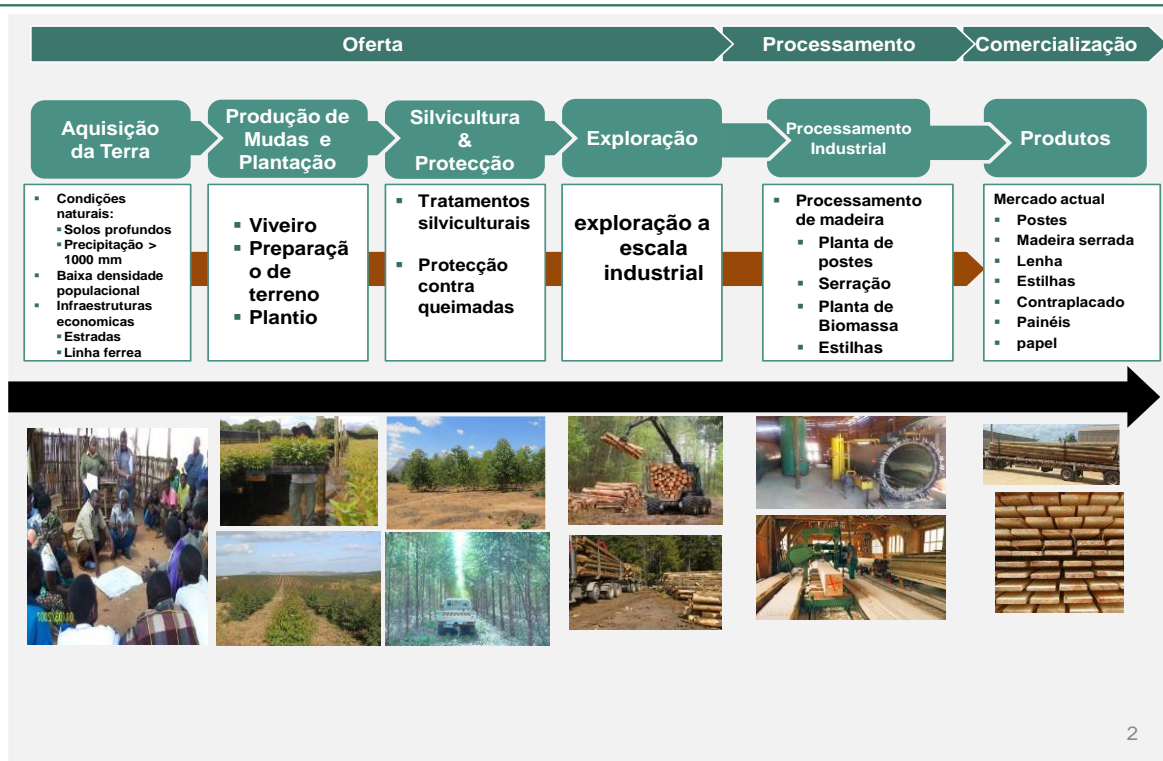 Oferta
Processamento
Comercialização
Aquisição
da Terra
Produção de
Mudas e
Plantação
Silvicultura
&
Protecção
Exploração
Processamento
Industrial
Produtos
▪ Condições
naturais:
▪ Solos profundos
▪ Precipitação >
1000 mm
▪ Baixa densidade
populacional
▪ Infraestruturas
economicas
▪ Estradas
▪ Linha ferrea
▪ Viveiro
▪ Preparaçã
o de
terreno
▪ Plantio
▪ Tratamentos
silviculturais
▪ Protecção
contra
queimadas
exploração a
escala
industrial
▪ Processamento
de madeira
▪ Planta de
postes
▪ Serração
▪ Planta de
Biomassa
▪ Estilhas
Mercado actual
▪ Postes
▪ Madeira serrada
▪ Lenha
▪ Estilhas
▪ Contraplacado
▪ Painéis
▪ papel
2